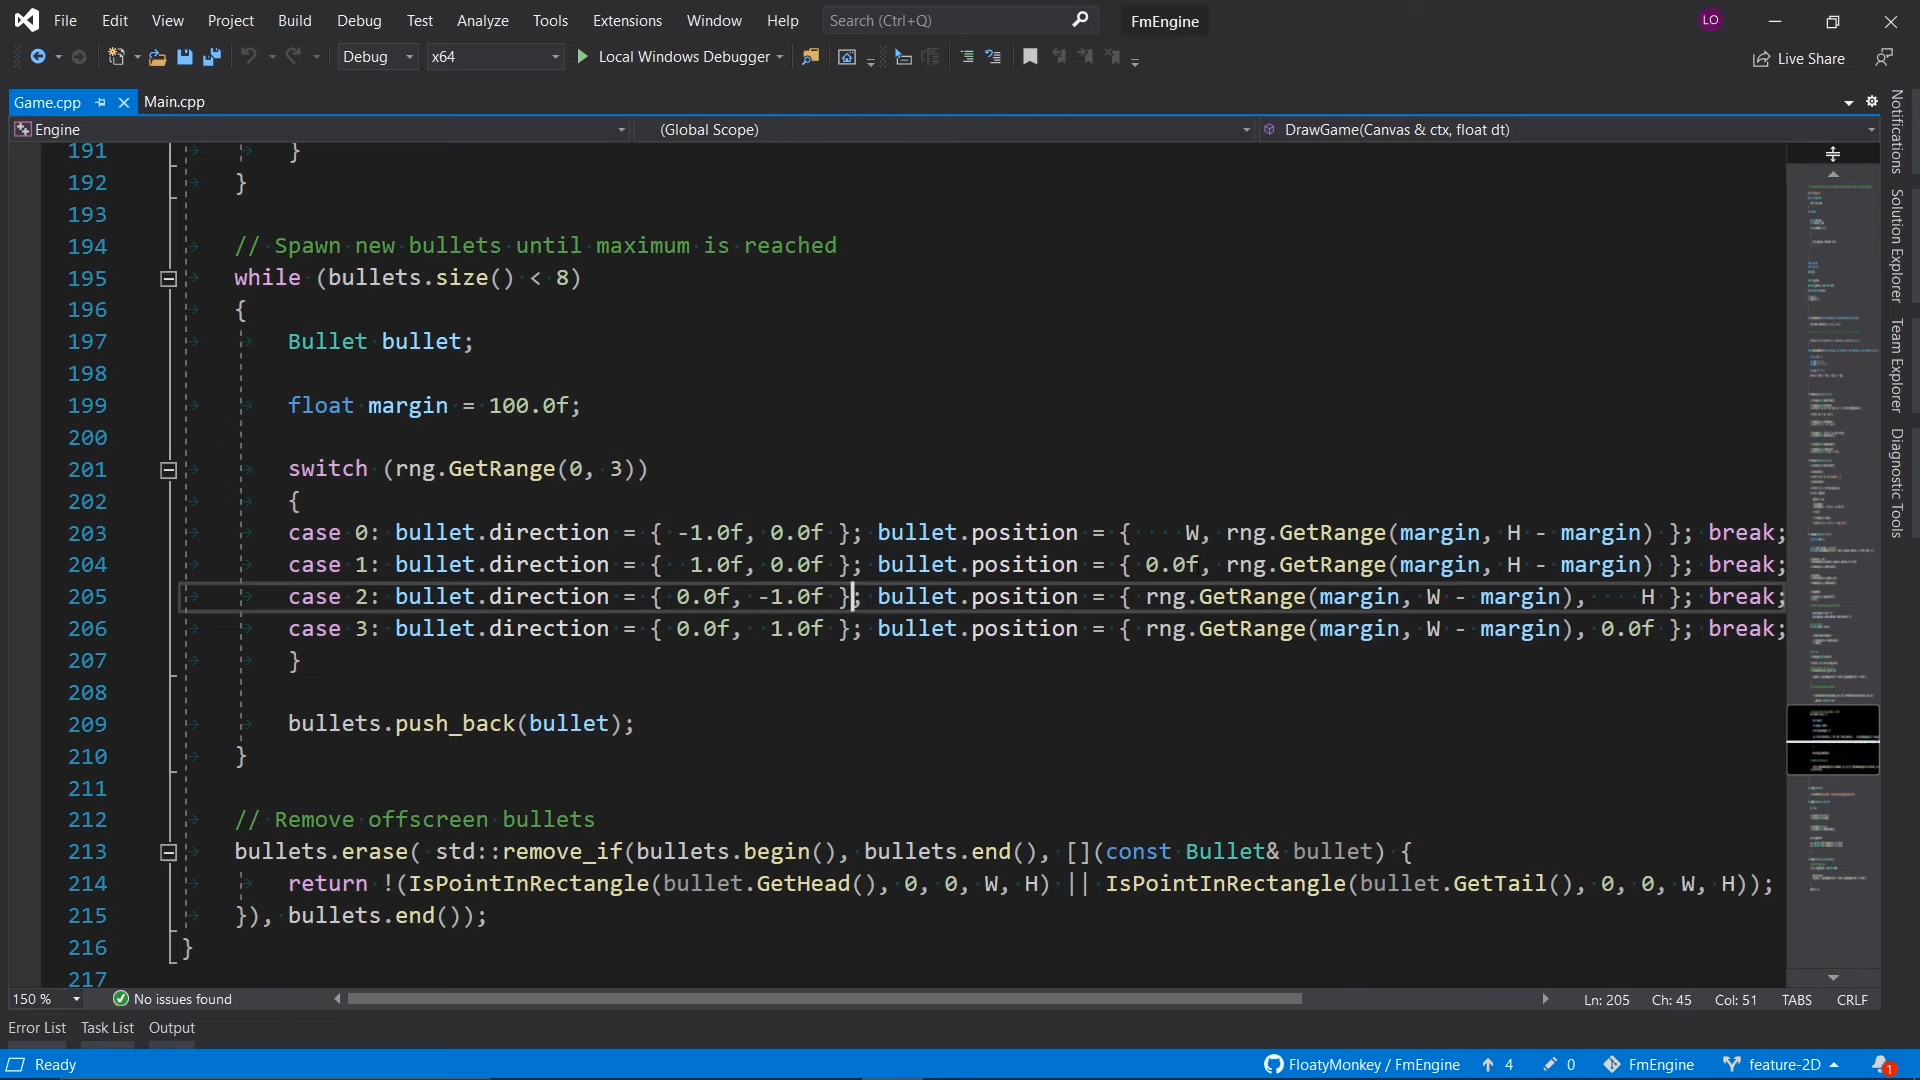 File Edit View Project Build Debug Test Analyze Tools Extensions Window Help Search (Ctrl+Q) FmEngine LO
Debug x64 Local Windows Debugger Live Share
Game.cpp Main.cpp
Engine (Global Scope) DrawGame(Canvas & ctx, float dt)
191 }
192 }
193
194 // Spawn new bullets until maximum is reached
195 while (bullets.size() < 8)
196 {
197 Bullet bullet;
198
199 float margin = 100.0f;
200
201 switch (rng.GetRange(0, 3))
202 {
203 case 0: bullet.direction = { -1.0f, 0.0f }; bullet.position = {    W, rng.GetRange(margin, H - margin) }; break;
204 case 1: bullet.direction = {  1.0f, 0.0f }; bullet.position = { 0.0f, rng.GetRange(margin, H - margin) }; break;
205 case 2: bullet.direction = { 0.0f, -1.0f }; bullet.position = { rng.GetRange(margin, W - margin),    H }; break;
206 case 3: bullet.direction = { 0.0f,  1.0f }; bullet.position = { rng.GetRange(margin, W - margin), 0.0f }; break;
207 }
208
209 bullets.push_back(bullet);
210 }
211
212 // Remove offscreen bullets
213 bullets.erase( std::remove_if(bullets.begin(), bullets.end(), [](const Bullet& bullet) {
214 return !(IsPointInRectangle(bullet.GetHead(), 0, 0, W, H) || IsPointInRectangle(bullet.GetTail(), 0, 0, W, H));
215 }), bullets.end());
216 }
217
150 % No issues found Ln: 205 Ch: 45 Col: 51 TABS CRLF
Error List Task List Output
Ready FloatyMonkey / FmEngine 4 0 FmEngine feature-2D 1
Notifications
Solution Explorer
Team Explorer
Diagnostic Tools